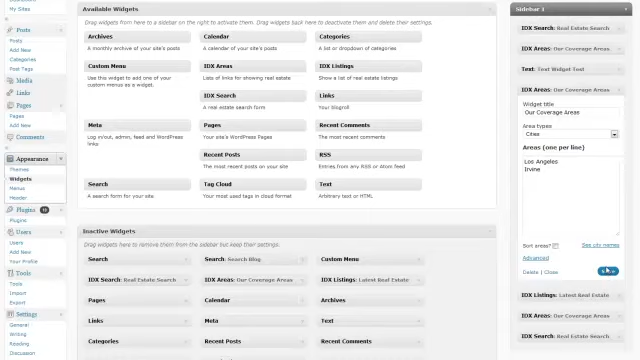 My Sites
Posts
Posts
Add New
Categories
Post Tags
Media
Links
Pages
Pages
Add New
Comments
Appearance
Themes
Widgets
Menus
Header
Plugins
Plugins
Users
Users
Add New
Your Profile
Tools
Tools
Import
Export
Settings
General
Writing
Reading
Discussion
Available Widgets
Drag widgets from here to a sidebar on the right to activate them. Drag widgets back here to deactivate them and delete their settings.
Archives
A monthly archive of your site's posts
Calendar
A calendar of your site's posts
Categories
A list or dropdown of categories
Custom Menu
Use this widget to add one of your
custom menus as a widget.
IDX Areas
Lists of links for showing real estate
IDX Listings
Show a list of real estate listings
IDX Search
A real estate search form
Links
Your blogroll
Meta
Log in/out, admin, feed and WordPress
links
Pages
Your site's WordPress Pages
Recent Comments
The most recent comments
Recent Posts
The most recent posts on your site
RSS
Entries from any RSS or Atom feed
Search
A search form for your site
Tag Cloud
Your most used tags in cloud format
Text
Arbitrary text or HTML
Inactive Widgets
Drag widgets here to remove them from the sidebar but keep their settings.
Search
Search: Search Blog
Custom Menu
IDX Search: Real Estate Search
IDX Areas: Our Coverage Areas
IDX Listings: Latest Real Estate
Pages
Calendar
Archives
Links
Meta
Text
Categories
Recent Posts
Recent Comments
Sidebar 1
IDX Search: Real Estate Search
IDX Areas: Our Coverage Areas
Text: Text Widget Test
IDX Areas: Our Coverage Areas
Widget title
Our Coverage Areas
Area types
Cities
Areas (one per line)
Los Angeles
Irvine
Sort areas?
See city names
Advanced
Delete | Close
IDX Listings: Latest Real Estate
IDX Areas: Our Coverage Areas
IDX Search: Real Estate Search